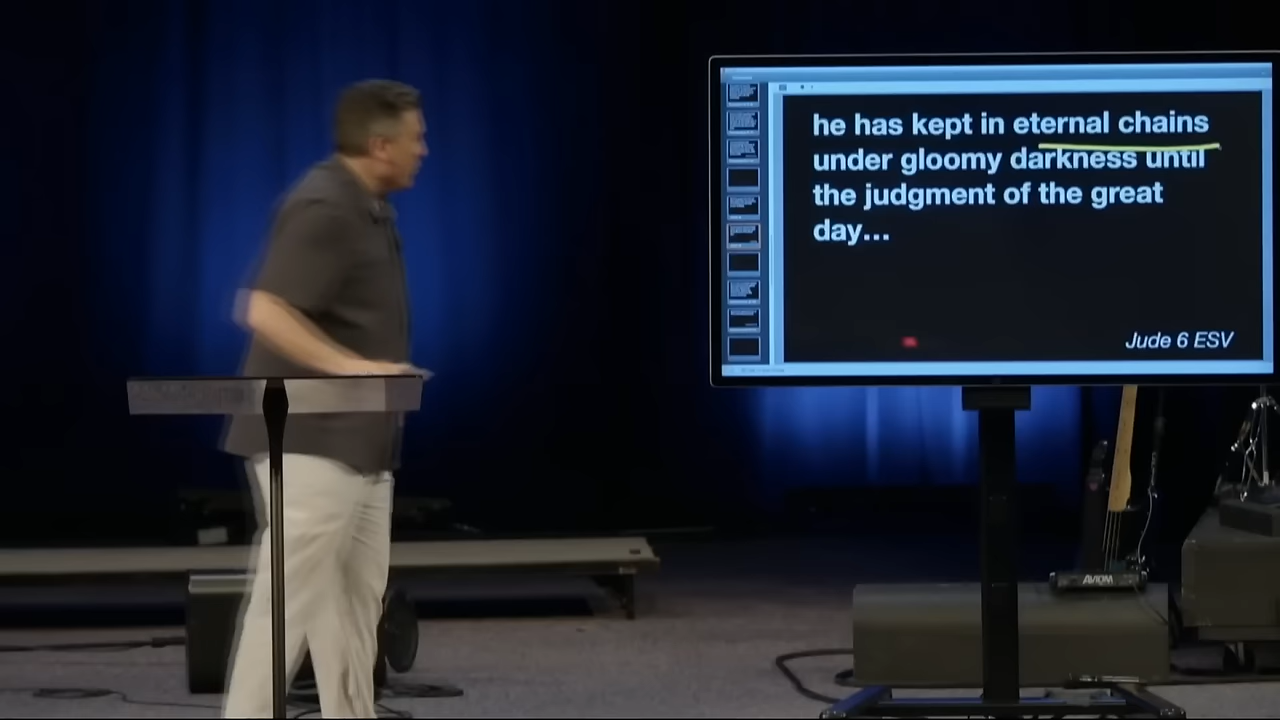 he has kept in eternal chains
under gloomy darkness until
the judgment of the great
day...
Jude 6 ESV
AVIOM